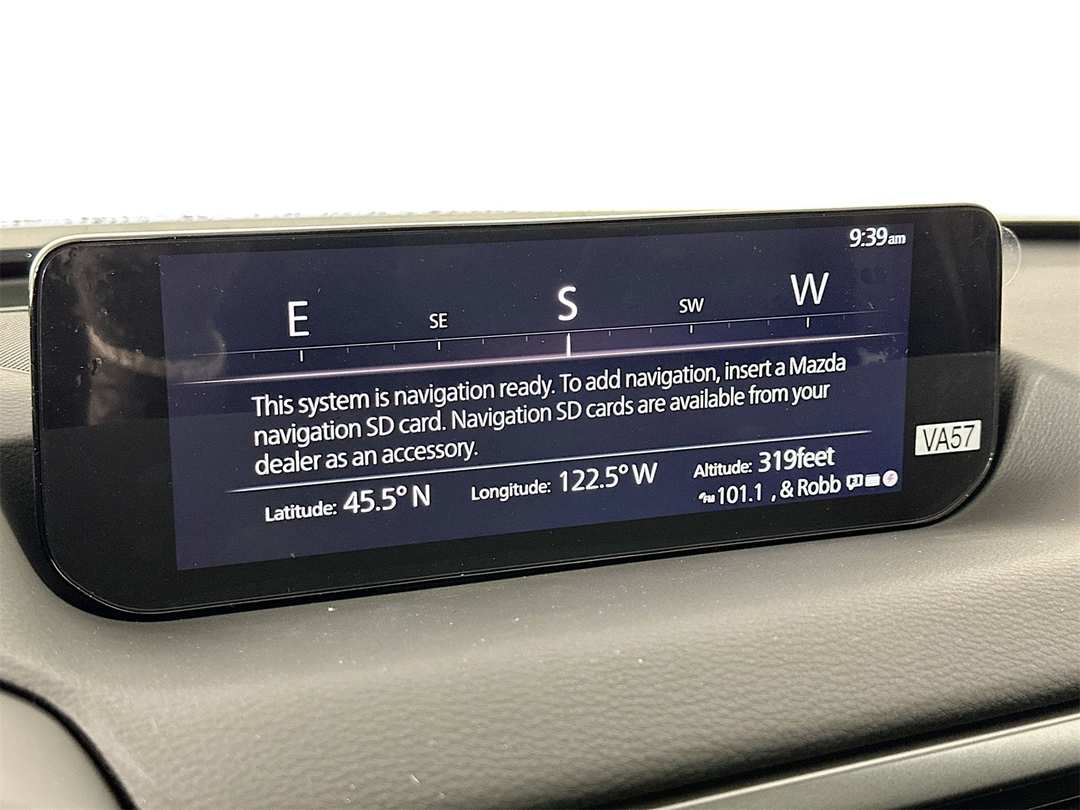 9:39am
E SE S SW W
This system is navigation ready. To add navigation, insert a Mazda
navigation SD card. Navigation SD cards are available from your
dealer as an accessory.
Latitude: 45.5° N Longitude: 122.5° W Altitude: 319feet
FM 101.1 , & Robb
VA57